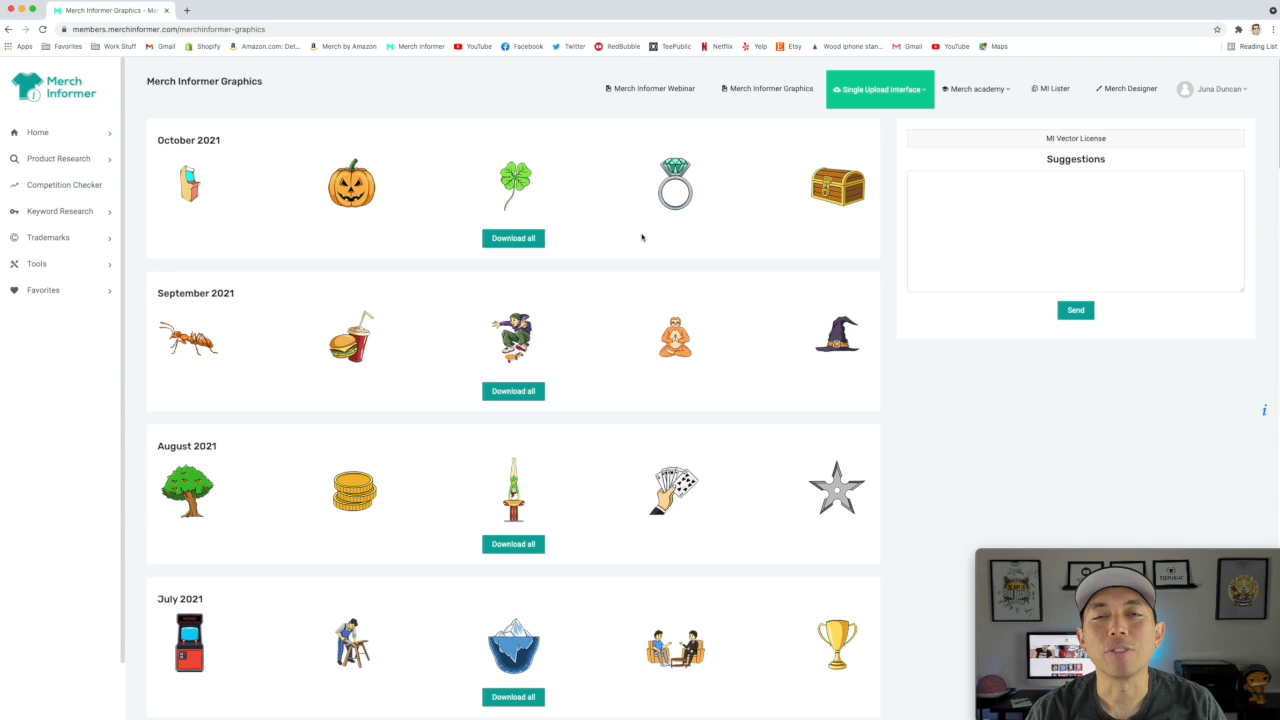 Merch Informer Graphics - Me
members.merchinformer.com/merchinformer-graphics
Apps
Favorites
Work Stuff
Gmail
Shopify
Amazon.com: Det...
Merch by Amazon
Merch Informer
YouTube
Facebook
Twitter
RedBubble
TeePublic
Netflix
Yelp
Etsy
Wood iphone stan...
Gmail
YouTube
Maps
Reading List
Merch
Informer
Merch Informer Graphics
Merch Informer Webinar
Merch Informer Graphics
Single Upload Interface
Merch academy
MI Lister
Merch Designer
Juna Duncan
Home
Product Research
Competition Checker
Keyword Research
Trademarks
Tools
Favorites
October 2021
Download all
September 2021
Download all
August 2021
Download all
July 2021
Download all
MI Vector License
Suggestions
Send
i